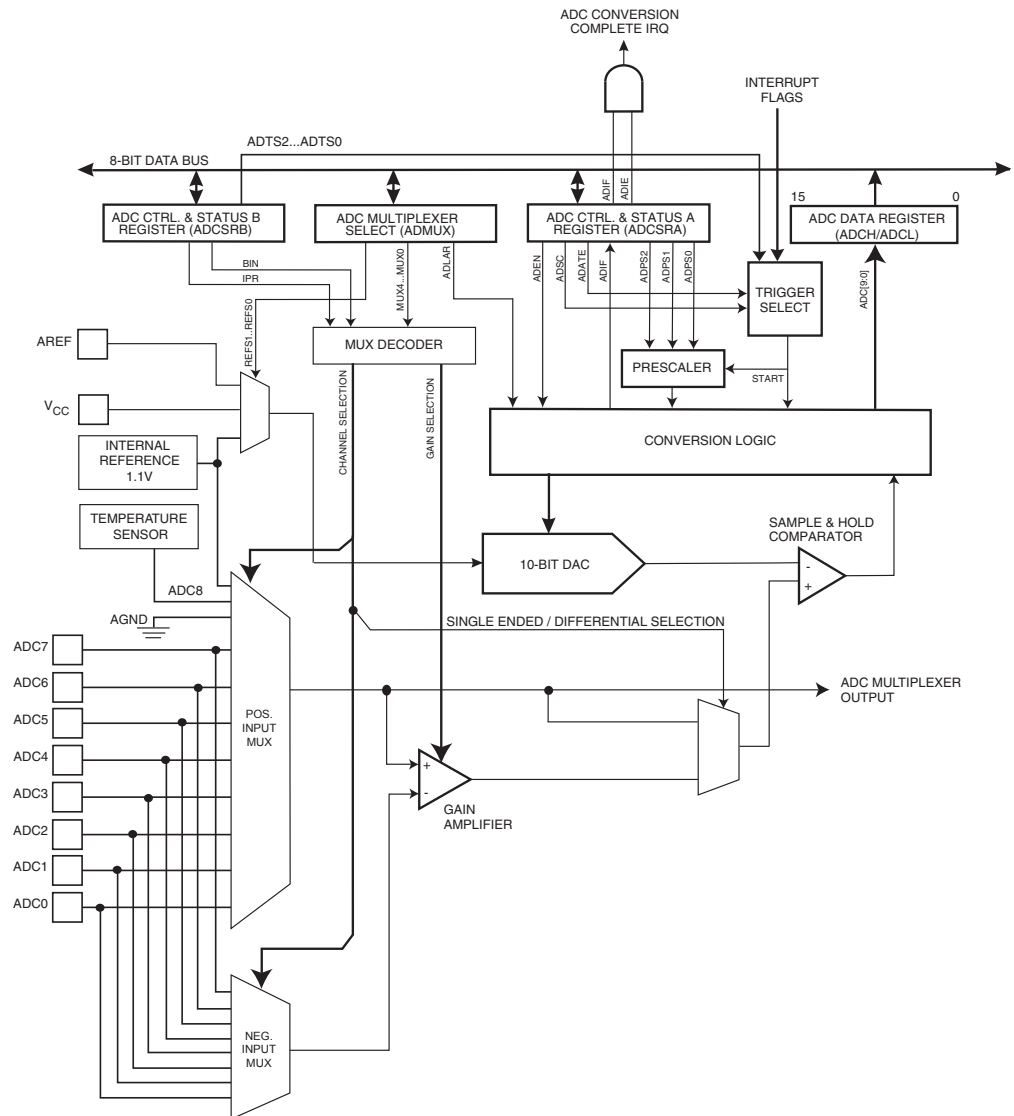 ADC CONVERSION
COMPLETE IRQ
INTERRUPT
FLAGS
ADTS2...ADTS0
8-BIT DATA BUS
ADIF
ADIE
15
0
ADC CTRL. & STATUS B
REGISTER (ADCSRB)
ADC MULTIPLEXER
SELECT (ADMUX)
ADC CTRL. & STATUS A
REGISTER (ADCSRA)
ADC DATA REGISTER
(ADCH/ADCL)
BIN
IPR
REFS1..REFS0
MUX4...MUX0
ADLAR
ADEN
ADSC
ADATE
ADIF
ADPS2
ADPS1
ADPS0
TRIGGER
SELECT
ADC[9:0]
MUX DECODER
PRESCALER
START
AREF
VCC
INTERNAL
REFERENCE
1.1V
CHANNEL SELECTION
GAIN SELECTION
CONVERSION LOGIC
TEMPERATURE
SENSOR
10-BIT DAC
SAMPLE & HOLD
COMPARATOR
-
+
ADC8
AGND
SINGLE ENDED / DIFFERENTIAL SELECTION
ADC7
ADC6
ADC5
ADC4
ADC3
ADC2
ADC1
ADC0
POS.
INPUT
MUX
ADC MULTIPLEXER
OUTPUT
+
-
GAIN
AMPLIFIER
NEG.
INPUT
MUX